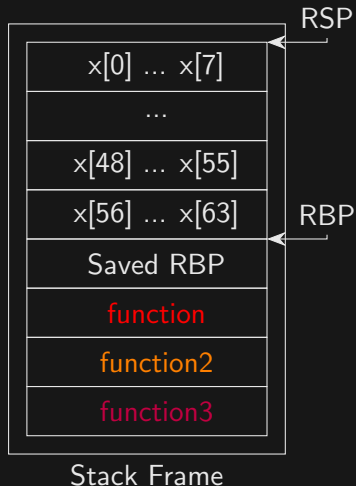 RSP
x[0] ... x[7]
...
x[48] ... x[55]
x[56] ... x[63]
RBP
Saved RBP
function
function2
function3
Stack Frame